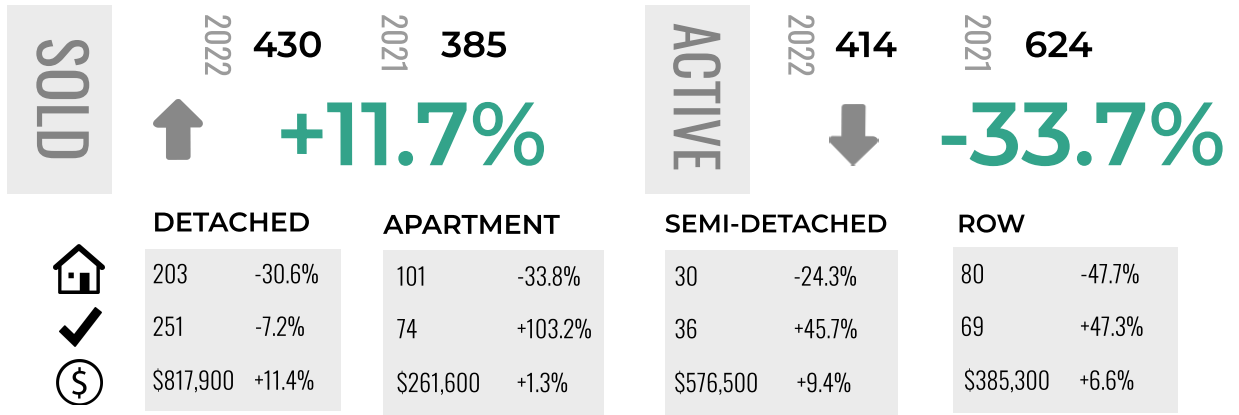 SOLD
2022 430 2021 385
+11.7%
ACTIVE
2022 414 2021 624
-33.7%
DETACHED
203 -30.6%
251 -7.2%
$817,900 +11.4%
APARTMENT
101 -33.8%
74 +103.2%
$261,600 +1.3%
SEMI-DETACHED
30 -24.3%
36 +45.7%
$576,500 +9.4%
ROW
80 -47.7%
69 +47.3%
$385,300 +6.6%
$